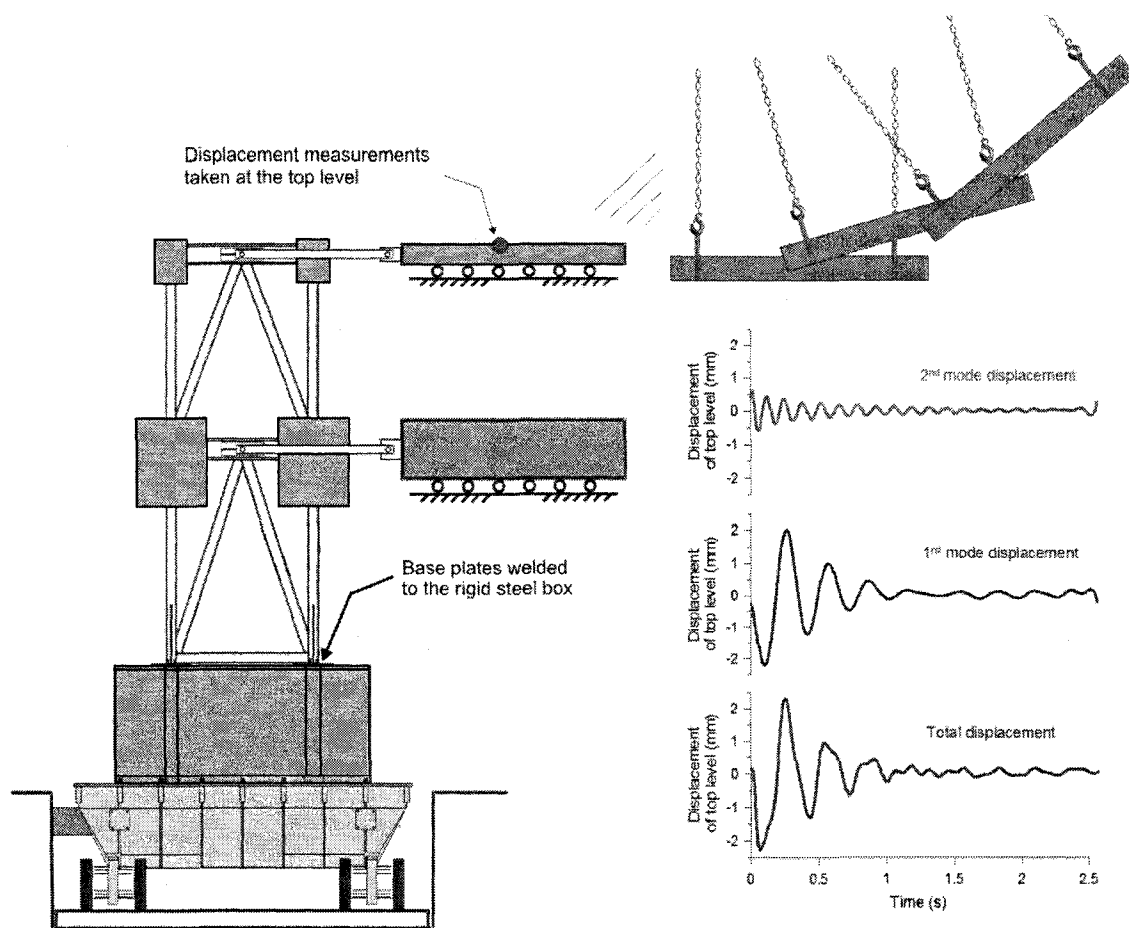 Displacement measurements
taken at the top level
Base plates welded
to the rigid steel box
2
1
0
-1
-2
Displacement
of top level (mm)
2nd mode displacement
2
1
0
-1
-2
Displacement
of top level (mm)
1nd mode displacement
2
1
0
-1
-2
Displacement
of top level (mm)
Total displacement
0
0.5
1
1.5
2
2.5
Time (s)